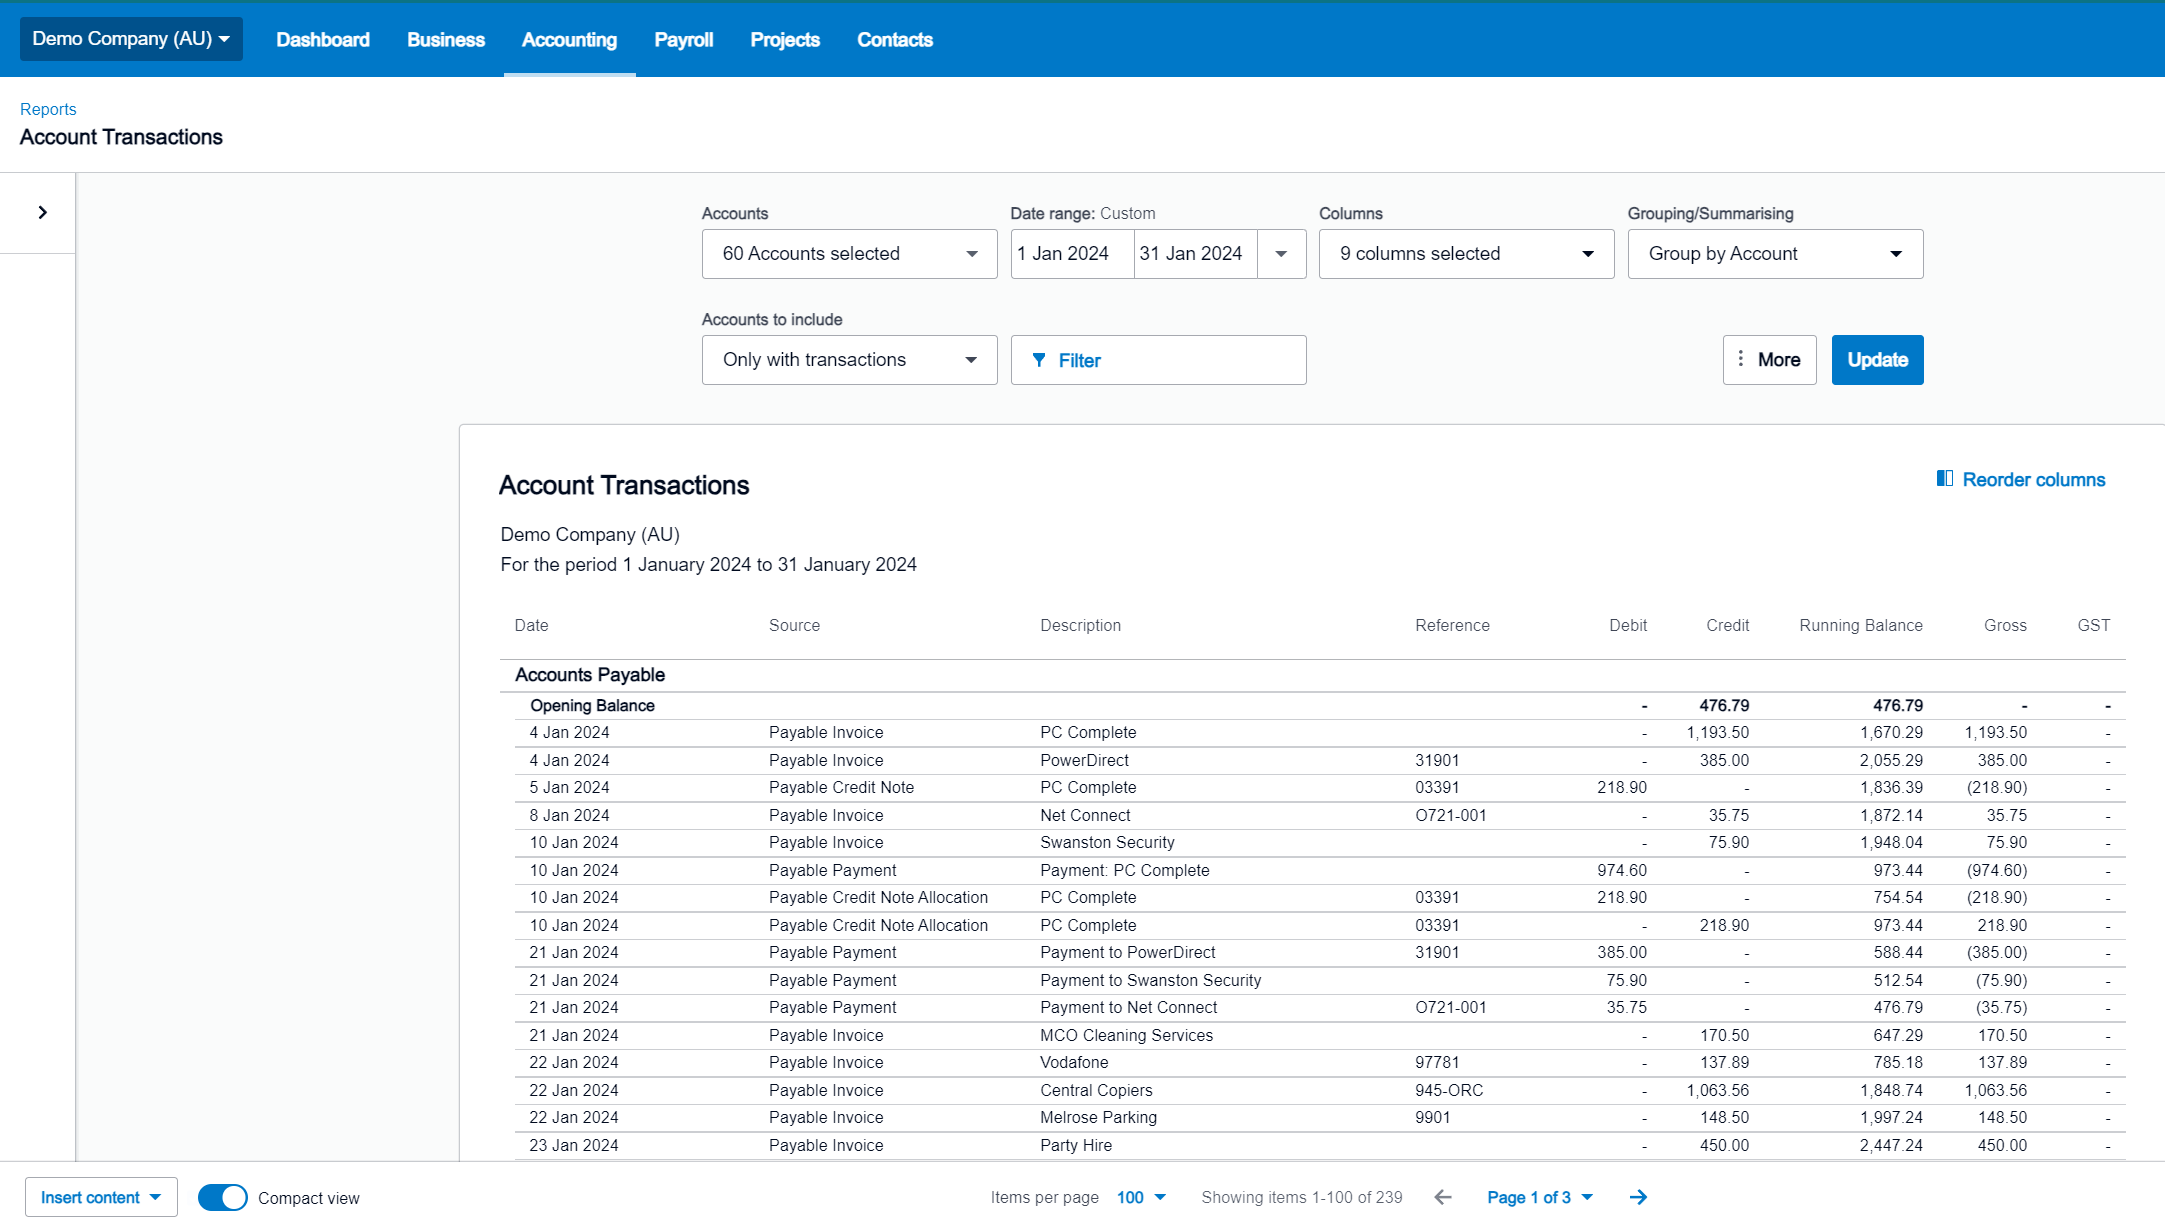 Demo Company (AU) Dashboard Business Accounting Payroll Projects Contacts
Reports
Account Transactions
Accounts Date range: Custom Columns Grouping/Summarising
60 Accounts selected 1 Jan 2024 31 Jan 2024 9 columns selected Group by Account
Accounts to include
Only with transactions Filter More Update
Account Transactions Reorder columns
Demo Company (AU)
For the period 1 January 2024 to 31 January 2024
Date Source Description Reference Debit Credit Running Balance Gross GST
Accounts Payable
Opening Balance - 476.79 476.79 - -
4 Jan 2024 Payable Invoice PC Complete - 1,193.50 1,670.29 1,193.50 -
4 Jan 2024 Payable Invoice PowerDirect 31901 - 385.00 2,055.29 385.00 -
5 Jan 2024 Payable Credit Note PC Complete 03391 218.90 - 1,836.39 (218.90) -
8 Jan 2024 Payable Invoice Net Connect O721-001 - 35.75 1,872.14 35.75 -
10 Jan 2024 Payable Invoice Swanston Security - 75.90 1,948.04 75.90 -
10 Jan 2024 Payable Payment Payment: PC Complete 974.60 - 973.44 (974.60) -
10 Jan 2024 Payable Credit Note Allocation PC Complete 03391 218.90 - 754.54 (218.90) -
10 Jan 2024 Payable Credit Note Allocation PC Complete 03391 - 218.90 973.44 218.90 -
21 Jan 2024 Payable Payment Payment to PowerDirect 31901 385.00 - 588.44 (385.00) -
21 Jan 2024 Payable Payment Payment to Swanston Security 75.90 - 512.54 (75.90) -
21 Jan 2024 Payable Payment Payment to Net Connect O721-001 35.75 - 476.79 (35.75) -
21 Jan 2024 Payable Invoice MCO Cleaning Services - 170.50 647.29 170.50 -
22 Jan 2024 Payable Invoice Vodafone 97781 - 137.89 785.18 137.89 -
22 Jan 2024 Payable Invoice Central Copiers 945-ORC - 1,063.56 1,848.74 1,063.56 -
22 Jan 2024 Payable Invoice Melrose Parking 9901 - 148.50 1,997.24 148.50 -
23 Jan 2024 Payable Invoice Party Hire - 450.00 2,447.24 450.00 -
Insert content Compact view Items per page 100 Showing items 1-100 of 239 Page 1 of 3